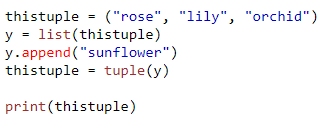 thistuple = ("rose", "lily", "orchid")
y = list(thistuple)
y.append("sunflower")
thistuple = tuple(y)
print(thistuple)